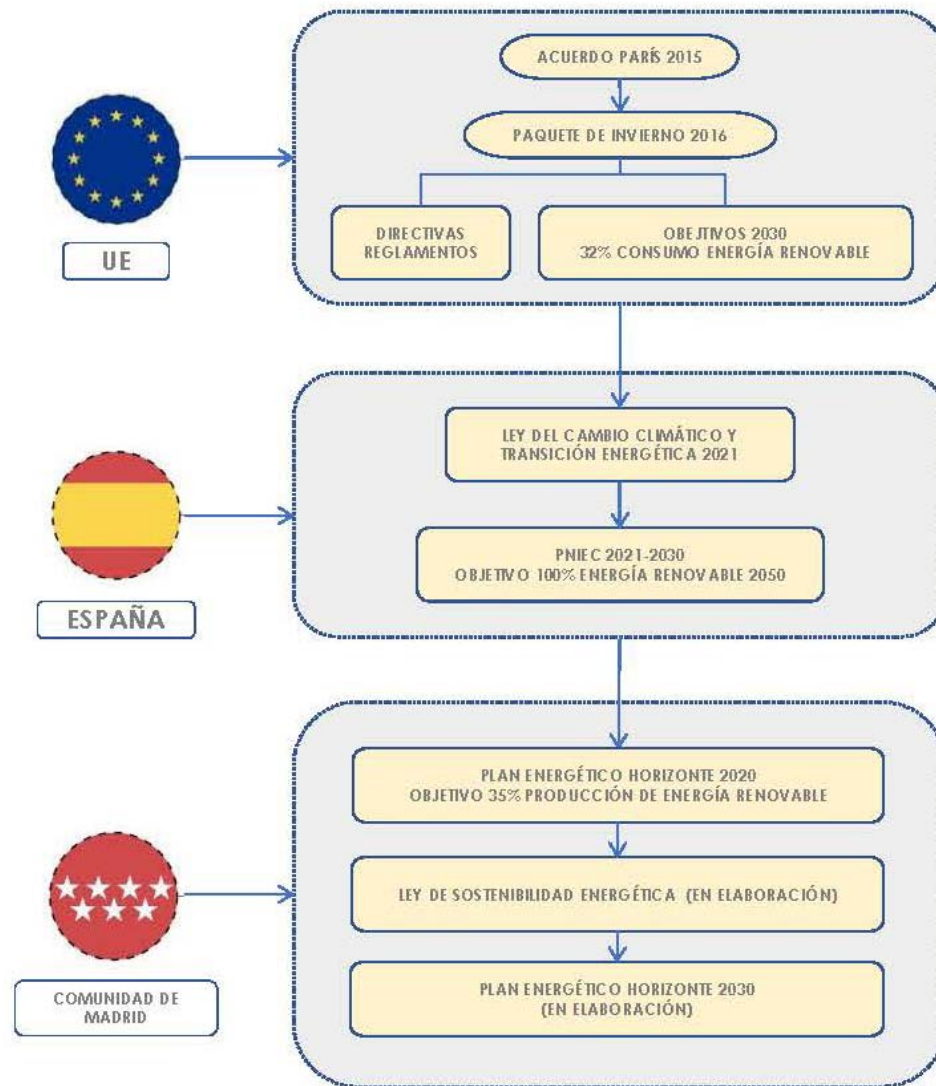 ACUERDO PARÍS 2015
PAQUETE DE INVIERNO 2016
DIRECTIVAS
REGLAMENTOS
OBEJTIVOS 2030
32% CONSUMO ENERGÍA RENOVABLE
UE
LEY DEL CAMBIO CLIMÁTICO Y
TRANSICIÓN ENERGÉTICA 2021
PNIEC 2021-2030
OBJETIVO 100% ENERGÍA RENOVABLE 2050
ESPAÑA
PLAN ENERGÉTICO HORIZONTE 2020
OBJETIVO 35% PRODUCCIÓN DE ENERGÍA RENOVABLE
LEY DE SOSTENIBILIDAD ENERGÉTICA (EN ELABORACIÓN)
PLAN ENERGÉTICO HORIZONTE 2030
(EN ELABORACIÓN)
COMUNIDAD DE
MADRID